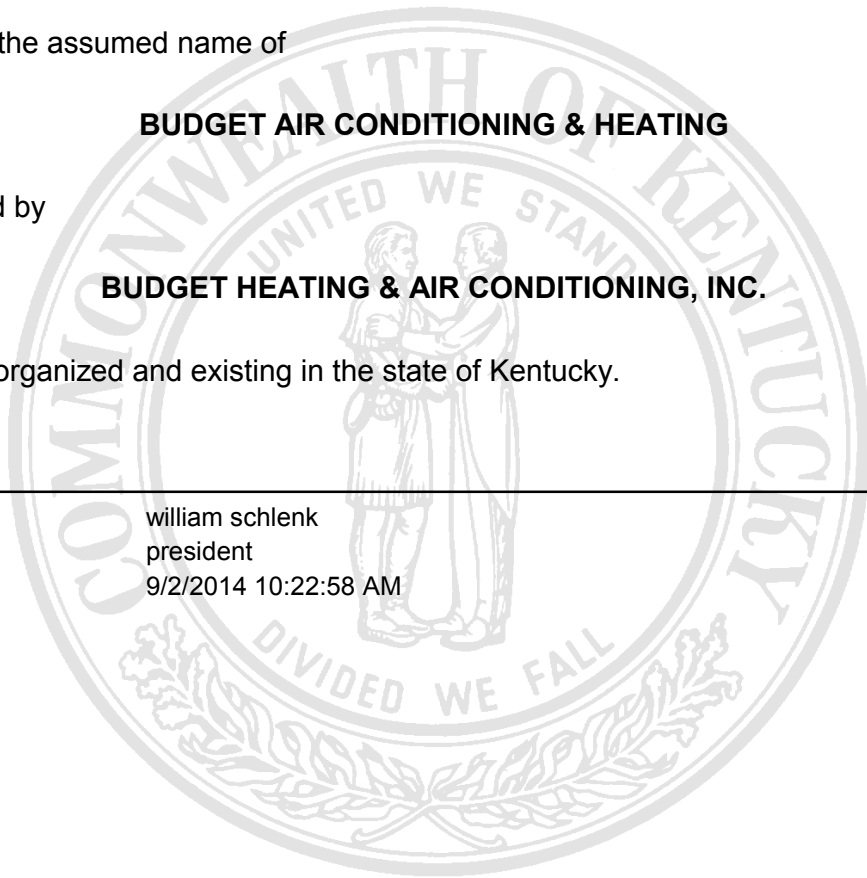 the assumed name of
BUDGET AIR CONDITIONING & HEATING
d by
BUDGET HEATING & AIR CONDITIONING, INC.
organized and existing in the state of Kentucky.
william schlenk
president
9/2/2014 10:22:58 AM
COMMONWEALTH OF KENTUCKY
UNITED WE STAND
DIVIDED WE FALL